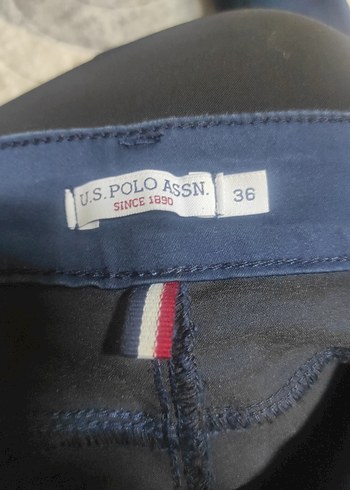 U.S. POLO ASSN.
SINCE 1890
36